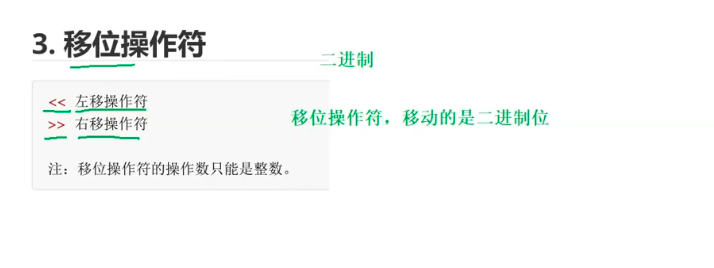 3. 移位操作符
二进制
<< 左移操作符
>> 右移操作符
移位操作符，移动的是二进制位
注：移位操作符的操作数只能是整数。